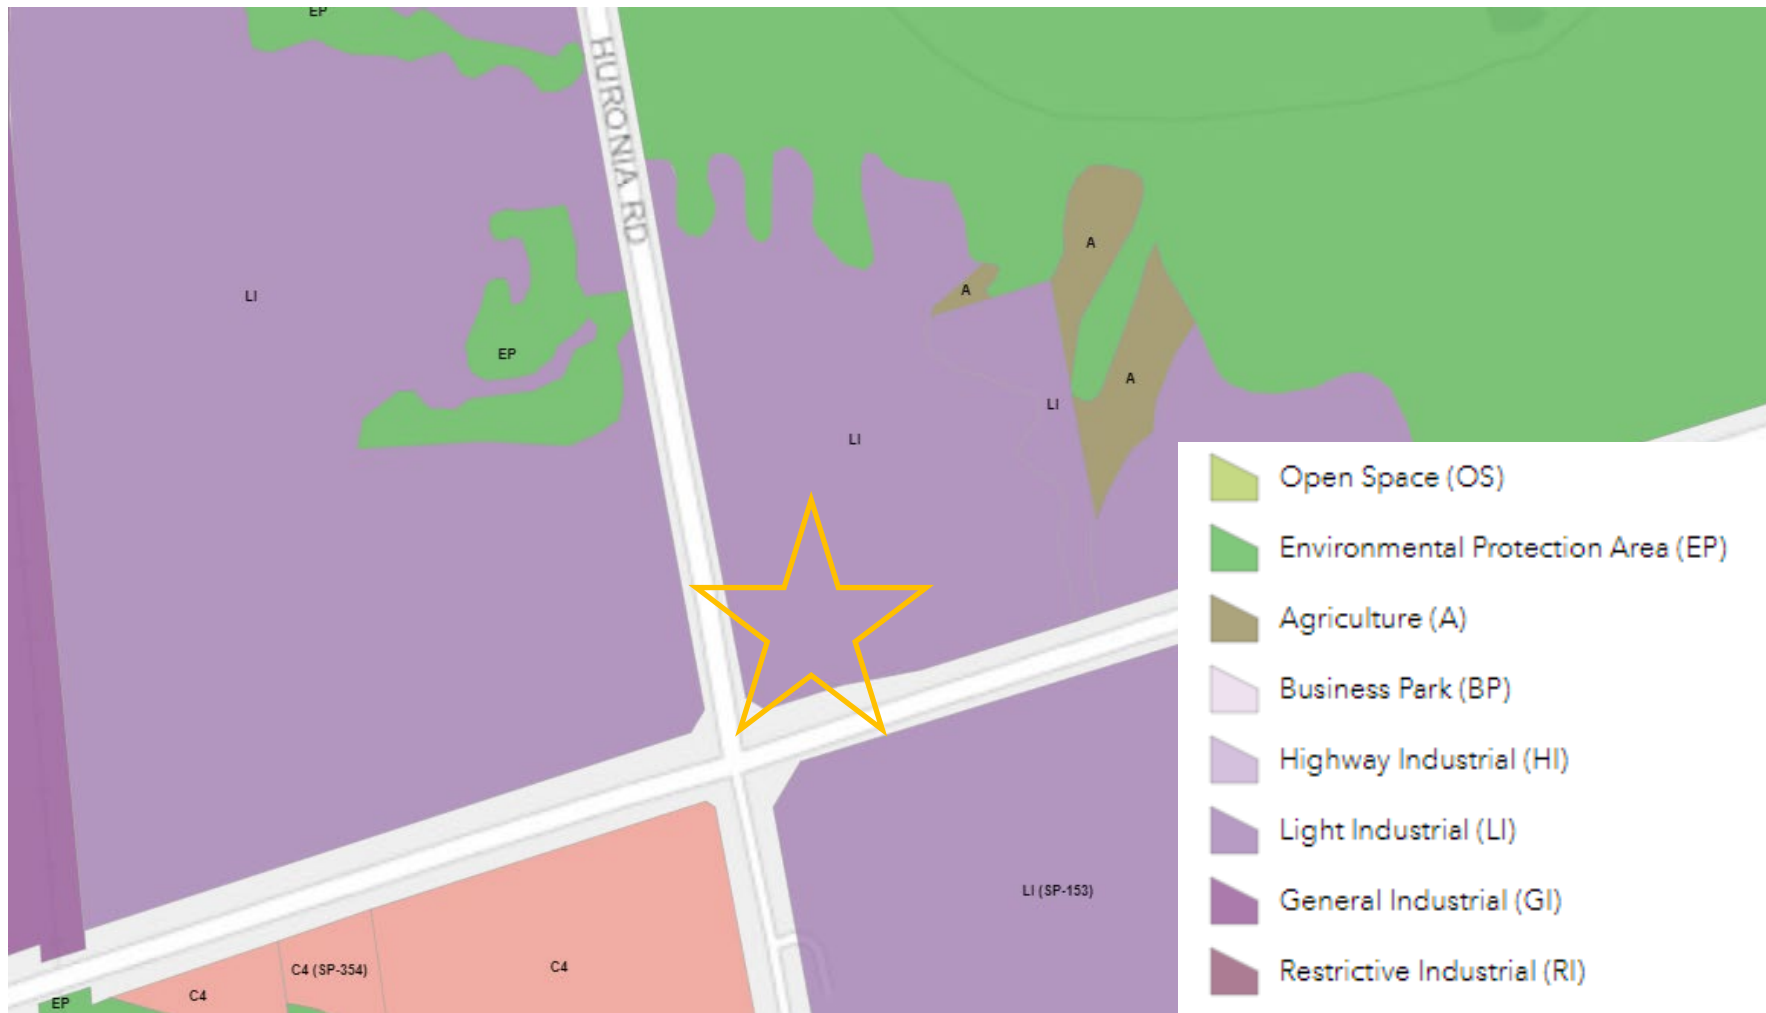 EP
HURONIA RD
A
LI
A
EP
A
LI
LI
Open Space (OS)
Environmental Protection Area (EP)
Agriculture (A)
Business Park (BP)
Highway Industrial (HI)
Light Industrial (LI)
LI (SP-153)
General Industrial (GI)
C4 (SP-354)
C4
Restrictive Industrial (RI)
C4
EP